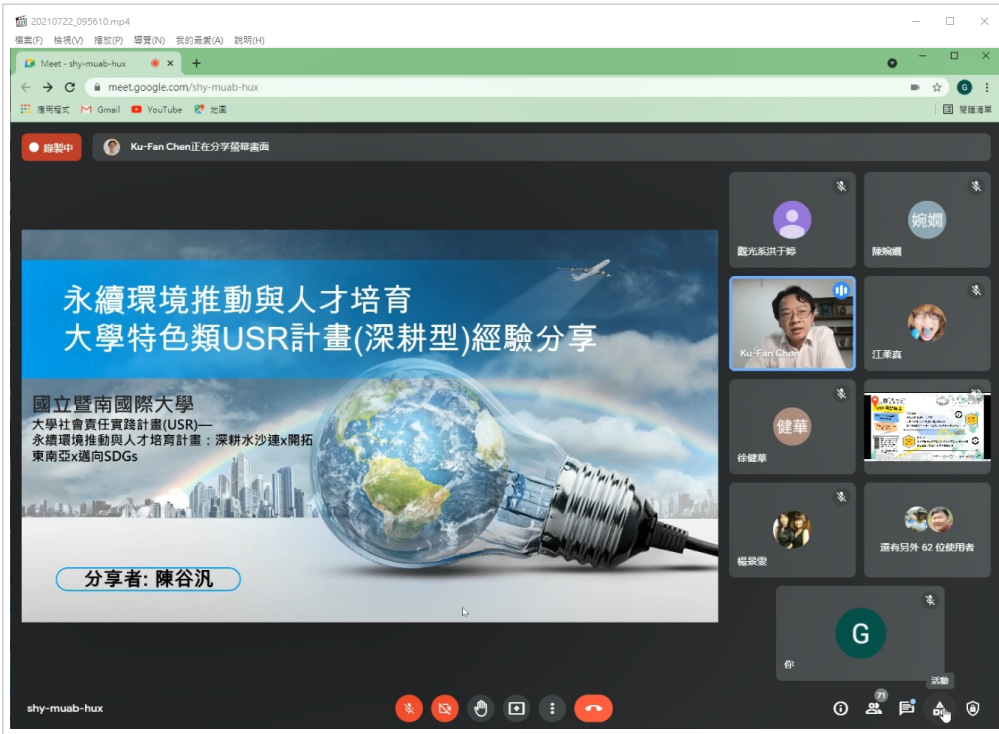 20210722_095610.mp4
檔案(F) 檢視(V) 播放(P) 導覽(N) 我的最愛(A) 說明(H)
Meet - shy-muab-hux
meet.google.com/shy-muab-hux
G
應用程式 Gmail YouTube 地圖
閱讀清單
錄製中
Ku-Fan Chen正在分享螢幕畫面
永續環境推動與人才培育
大學特色類USR計畫(深耕型)經驗分享
國立暨南國際大學
大學社會責任實踐計畫(USR)—
永續環境推動與人才培育計畫：深耕水沙連x開拓
東南亞x邁向SDGs
分享者: 陳谷汎
觀光系洪于婷
婉嫺
陳婉嫺
Ku-Fan Chen
江柔真
健華
徐健華
楊景雯
還有另外 62 位使用者
G
你
活動
shy-muab-hux
71